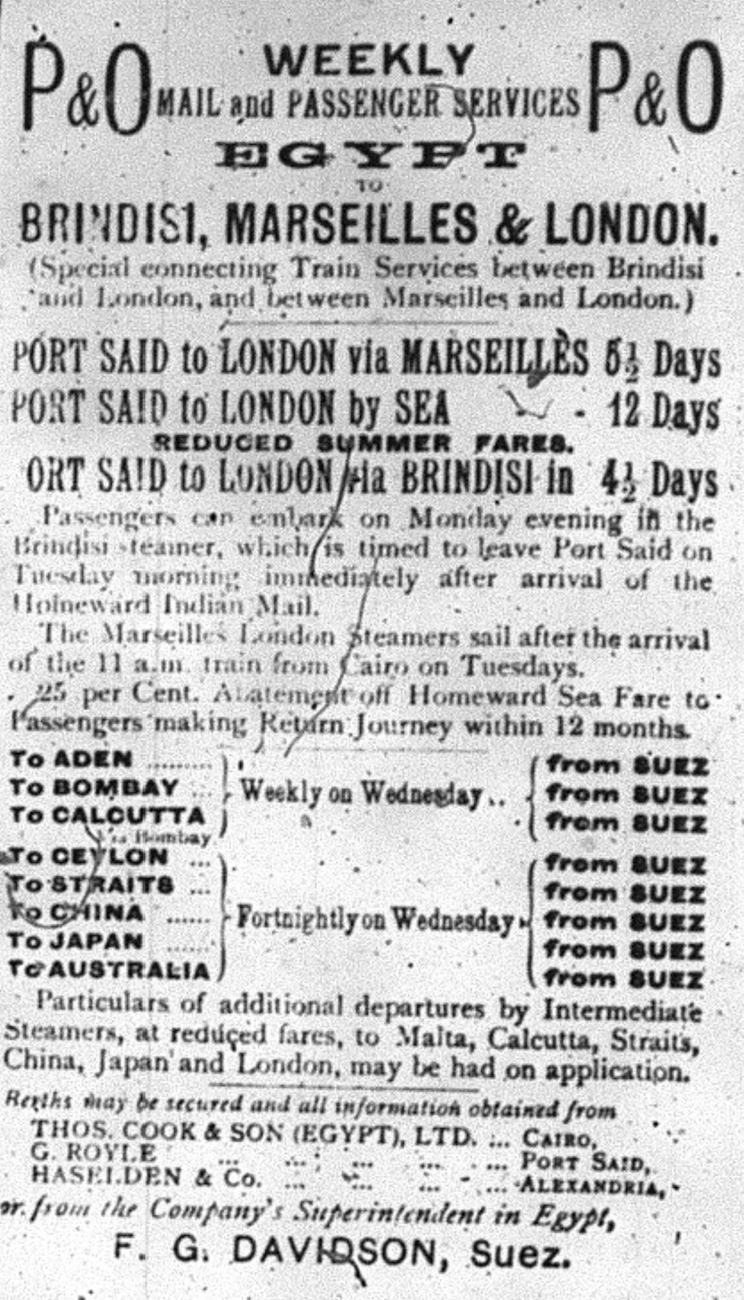 P&O WEEKLY P&O
MAIL and PASSENGER SERVICES
EGYPT
TO
BRINDISI, MARSEILLES & LONDON.
(Special connecting Train Services between Brindisi
and London, and between Marseilles and London.)
PORT SAID to LONDON via MARSEILLES 5½ Days
PORT SAID to LONDON by SEA - 12 Days
REDUCED SUMMER FARES.
ORT SAID to LONDON via BRINDISI in 4½ Days
Passengers can embark on Monday evening in the
Brindisi steamer, which is timed to leave Port Said on
Tuesday morning immediately after arrival of the
Homeward Indian Mail.
The Marseilles London Steamers sail after the arrival
of the 11 a.m. train from Cairo on Tuesdays.
25 per Cent. Abatement off Homeward Sea Fare to
Passengers making Return Journey within 12 months.
To ADEN ......... from SUEZ
To BOMBAY ... Weekly on Wednesday .. from SUEZ
To CALCUTTA from SUEZ
Via Bombay
To CEYLON ... from SUEZ
To STRAITS ... from SUEZ
To CHINA ...... Fortnightly on Wednesday from SUEZ
To JAPAN ...... from SUEZ
To AUSTRALIA from SUEZ
Particulars of additional departures by Intermediate
Steamers, at reduced fares, to Malta, Calcutta, Straits,
China, Japan and London, may be had on application.
Berths may be secured and all information obtained from
THOS. COOK & SON (EGYPT), LTD. ... CAIRO,
G. ROYLE ... ... ... ... PORT SAID,
HASELDEN & Co. ... ... ... ... ALEXANDRIA,
or from the Company's Superintendent in Egypt,
F. G. DAVIDSON, Suez.